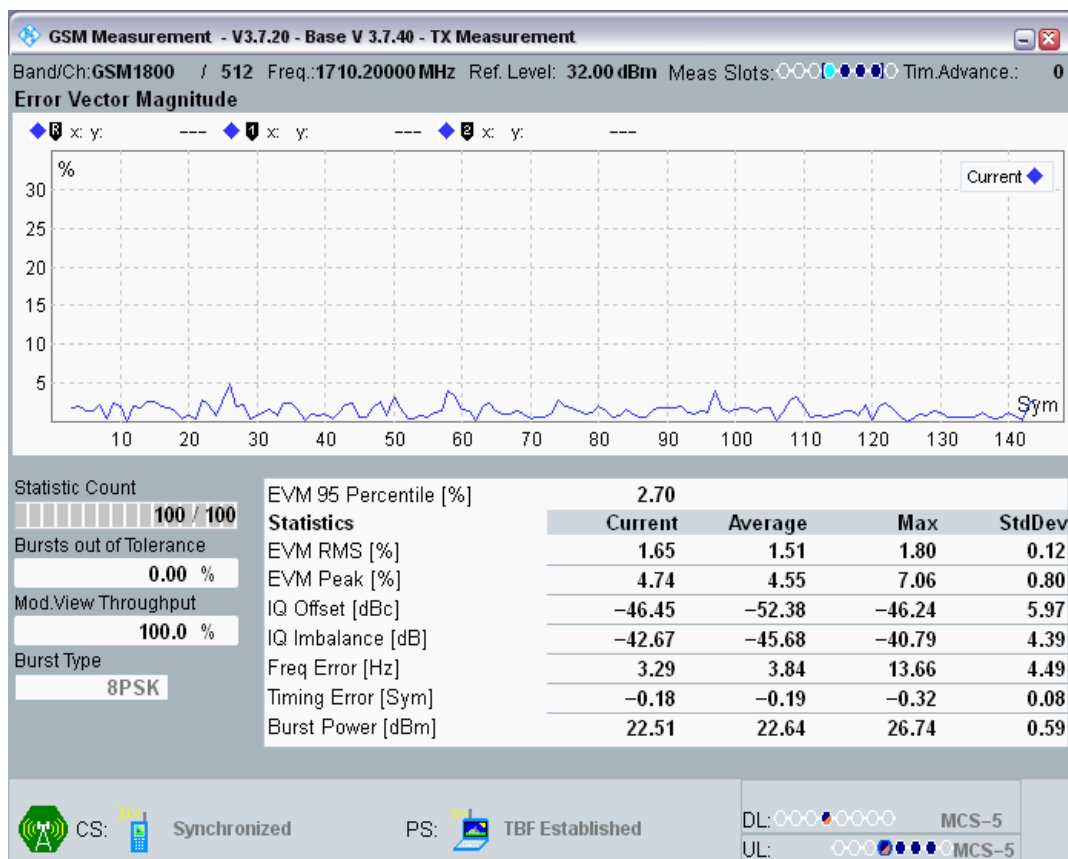 GSM Measurement - V3.7.20 - Base V 3.7.40 - TX Measurement
Band/Ch:GSM1800 / 512 Freq.:1710.20000 MHz Ref. Level: 32.00 dBm Meas Slots: Tim.Advance.: 0
Error Vector Magnitude
R x: y: --- 1 x: y: --- 2 x: y: ---
%
Current
30
25
20
15
10
5
Sym
10 20 30 40 50 60 70 80 90 100 110 120 130 140
Statistic Count
100 / 100
Bursts out of Tolerance
0.00 %
Mod.View Throughput
100.0 %
Burst Type
8PSK
EVM 95 Percentile [%] 2.70
Statistics Current Average Max StdDev
EVM RMS [%] 1.65 1.51 1.80 0.12
EVM Peak [%] 4.74 4.55 7.06 0.80
IQ Offset [dBc] −46.45 −52.38 −46.24 5.97
IQ Imbalance [dB] −42.67 −45.68 −40.79 4.39
Freq Error [Hz] 3.29 3.84 13.66 4.49
Timing Error [Sym] −0.18 −0.19 −0.32 0.08
Burst Power [dBm] 22.51 22.64 26.74 0.59
CS: Synchronized PS: TBF Established
DL: MCS−5
UL: MCS−5